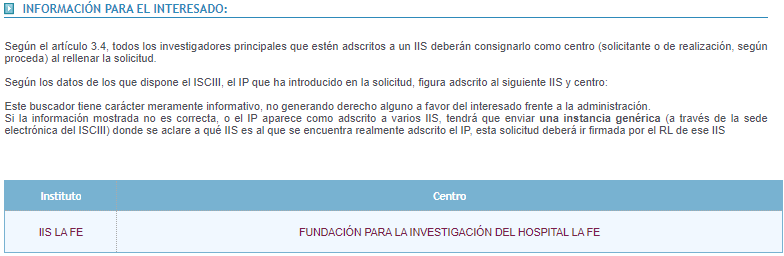 INFORMACIÓN PARA EL INTERESADO:
Según el artículo 3.4, todos los investigadores principales que estén adscritos a un IIS deberán consignarlo como centro (solicitante o de realización, según
proceda) al rellenar la solicitud.
Según los datos de los que dispone el ISCIII, el IP que ha introducido en la solicitud, figura adscrito al siguiente IIS y centro:
Este buscador tiene carácter meramente informativo, no generando derecho alguno a favor del interesado frente a la administración.
Si la información mostrada no es correcta, o el IP aparece como adscrito a varios IIS, tendrá que enviar una instancia genérica (a través de la sede
electrónica del ISCIII) donde se aclare a qué IIS es al que se encuentra realmente adscrito el IP, esta solicitud deberá ir firmada por el RL de ese IIS
Instituto Centro
IIS LA FE FUNDACIÓN PARA LA INVESTIGACIÓN DEL HOSPITAL LA FE